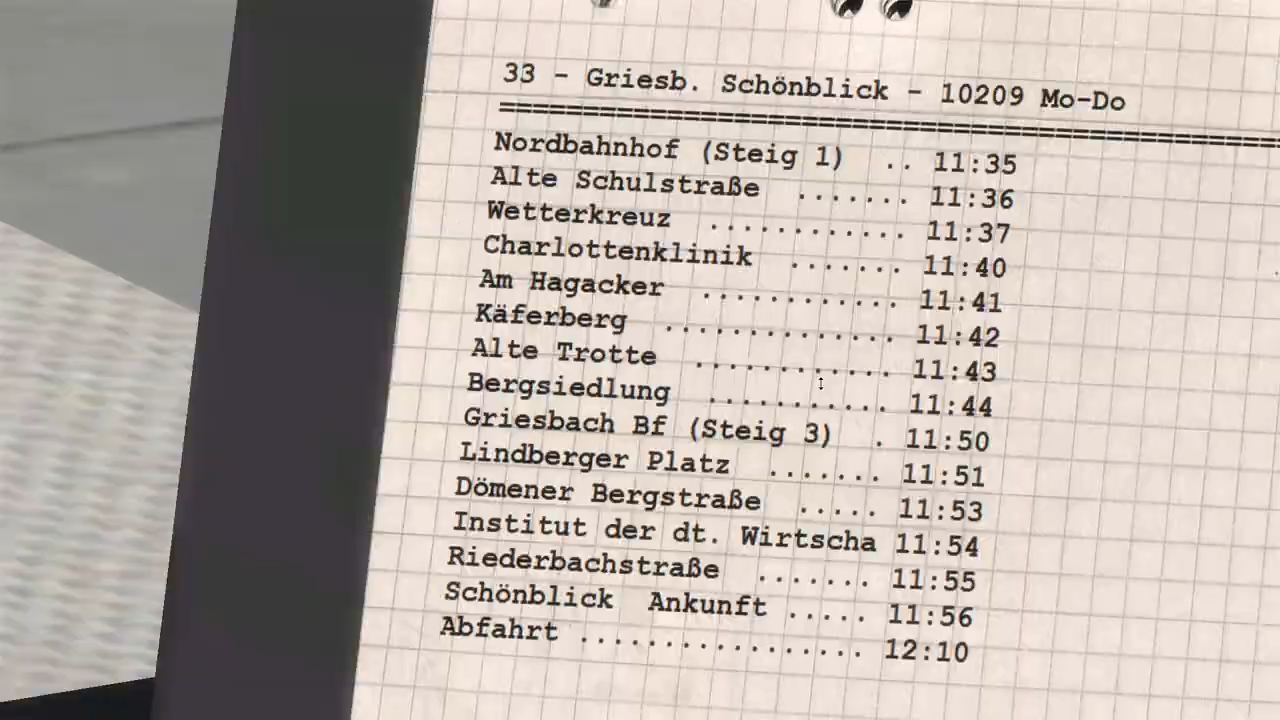 33 - Griesb. Schönblick - 10209 Mo-Do
==========================================
Nordbahnhof (Steig 1) .. 11:35
Alte Schulstraße ....... 11:36
Wetterkreuz ............ 11:37
Charlottenklinik ....... 11:40
Am Hagacker ............ 11:41
Käferberg .............. 11:42
Alte Trotte ............ 11:43
Bergsiedlung ........... 11:44
Griesbach Bf (Steig 3) . 11:50
Lindberger Platz ....... 11:51
Dömener Bergstraße ..... 11:53
Institut der dt. Wirtscha 11:54
Riederbachstraße ....... 11:55
Schönblick Ankunft ..... 11:56
Abfahrt ................. 12:10